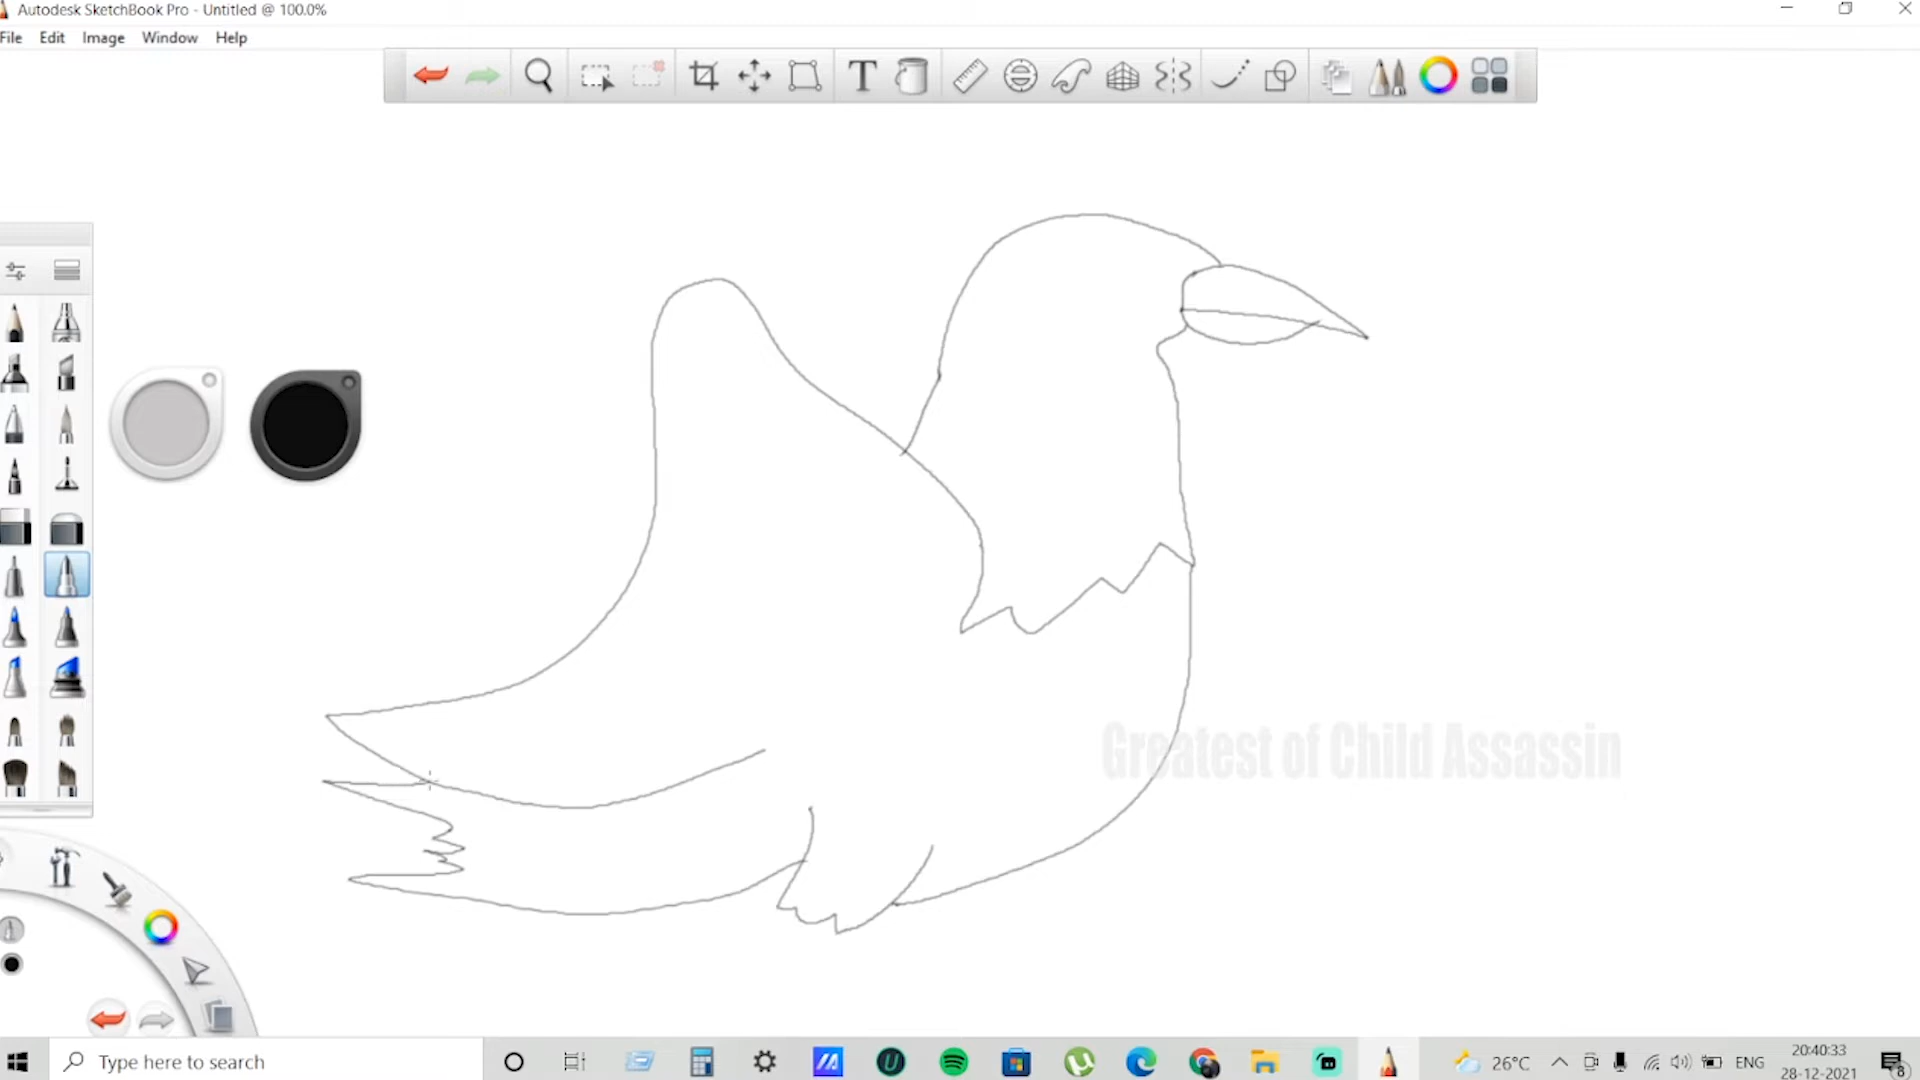 Autodesk SketchBook Pro - Untitled @ 100.0%
File Edit Image Window Help
T
Greatest of Child Assassin
Type here to search
26°C
ENG
20:40:33
28-12-2021
8